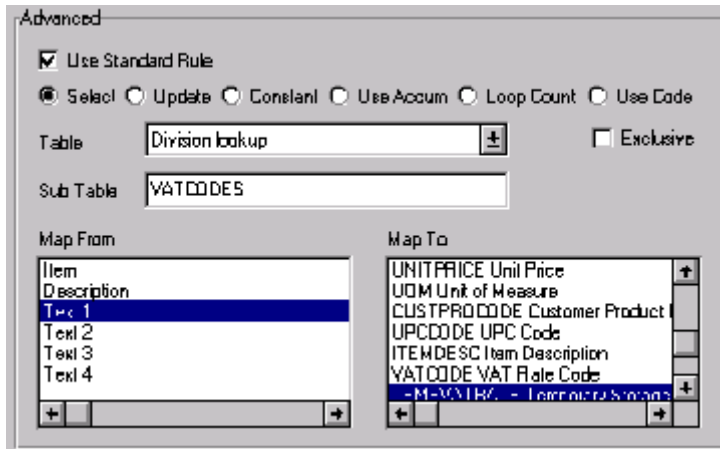 Advanced
Use Standard Rule
Select Update Constant Use Accum Loop Count Use Code
Table Division lookup Exclusive
Sub Table VATCODES
Map From Map To
Item
Description
Text 1
Text 2
Text 3
Text 4
UNITPRICE Unit Price
UOM Unit of Measure
CUSTPRODCODE Customer Product
UPCCODE UPC Code
ITEMDESC Item Description
VATCODE VAT Rate Code
Temporary Storage